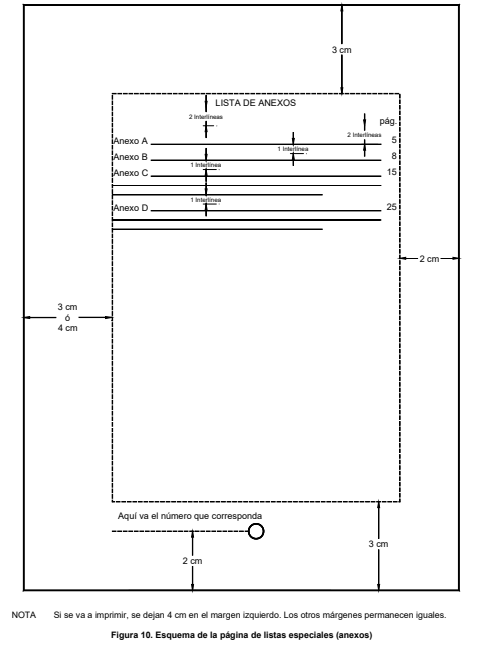 3 cm
LISTA DE ANEXOS
2 Interlíneas
pág.
2 Interlíneas
Anexo A 5
1 Interlínea
Anexo B 8
1 Interlínea
Anexo C 15
1 Interlínea
Anexo D 25
2 cm
3 cm
ó
4 cm
Aquí va el número que corresponda
3 cm
2 cm
NOTA Si se va a imprimir, se dejan 4 cm en el margen izquierdo. Los otros márgenes permanecen iguales.
Figura 10. Esquema de la página de listas especiales (anexos)